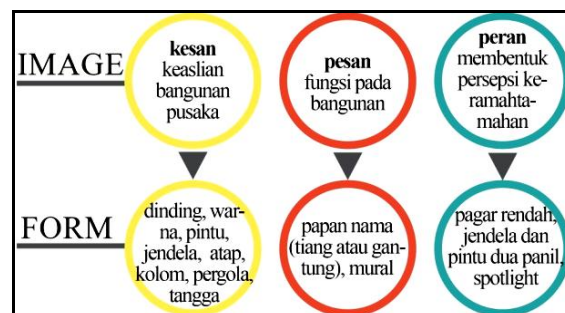 IMAGE
kesan
keaslian
bangunan
pusaka
pesan
fungsi pada
bangunan
peran
membentuk
persepsi ke-
ramahta-
mahan
FORM
dinding, war-
na, pintu,
jendela, atap,
kolom, pergola,
tangga
papan nama
(tiang atau gan-
tung), mural
pagar rendah,
jendela dan
pintu dua panil,
spotlight